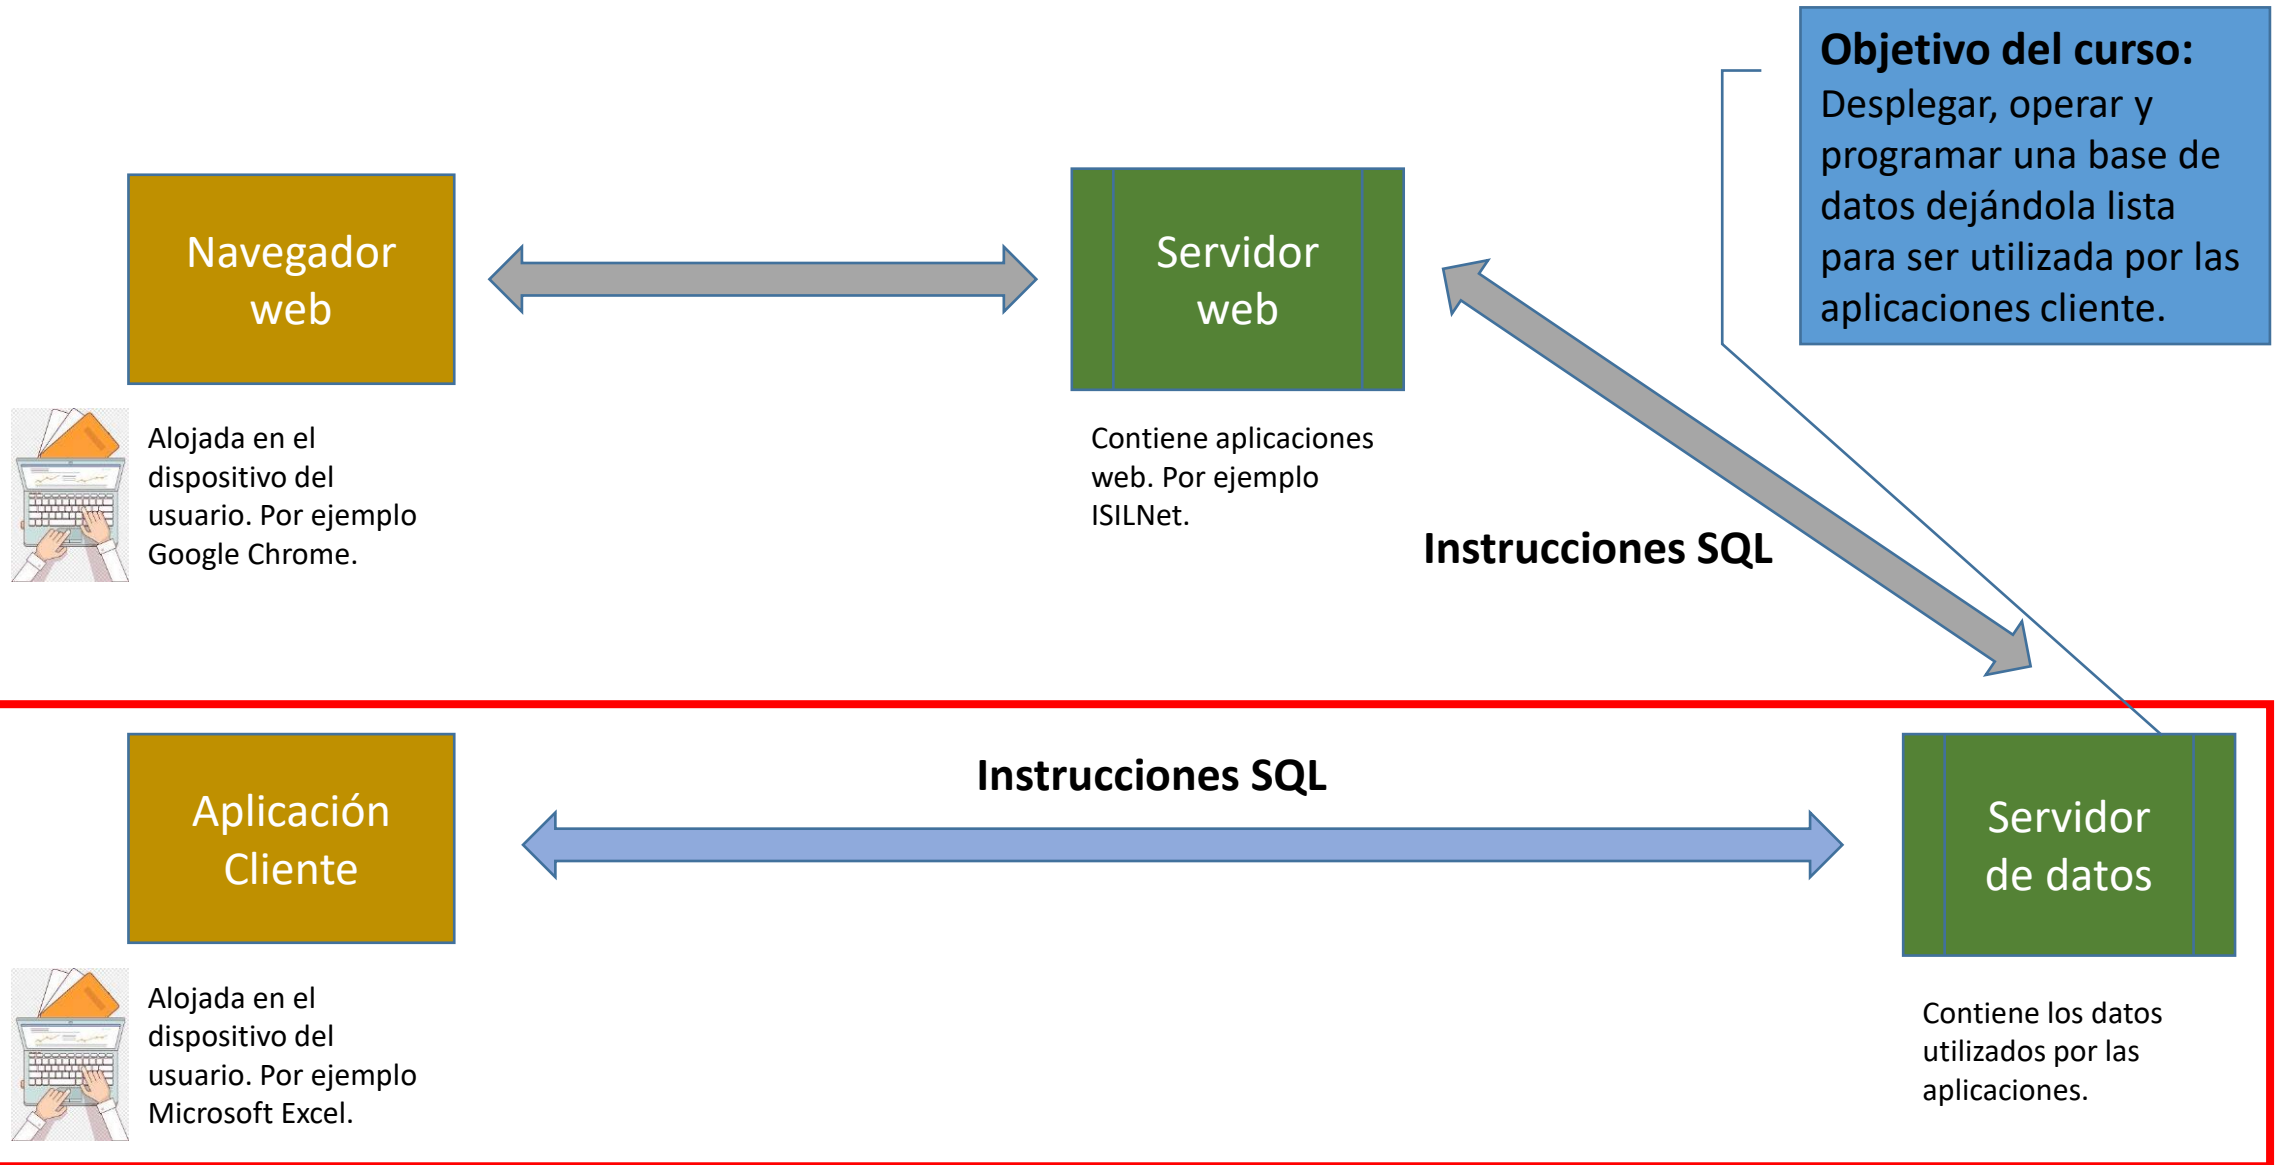 Objetivo del curso:
Desplegar, operar y
programar una base de
datos dejándola lista
para ser utilizada por las
aplicaciones cliente.
Navegador
web
Servidor
web
Alojada en el
dispositivo del
usuario. Por ejemplo
Google Chrome.
Contiene aplicaciones
web. Por ejemplo
ISILNet.
Instrucciones SQL
Aplicación
Cliente
Instrucciones SQL
Servidor
de datos
Alojada en el
dispositivo del
usuario. Por ejemplo
Microsoft Excel.
Contiene los datos
utilizados por las
aplicaciones.